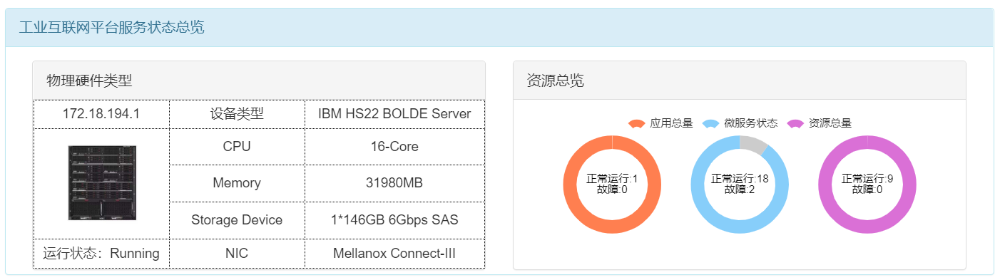 工业互联网平台服务状态总览
物理硬件类型
172.18.194.1 设备类型 IBM HS22 BOLDE Server
CPU 16-Core
Memory 31980MB
Storage Device 1*146GB 6Gbps SAS
运行状态：Running NIC Mellanox Connect-III
资源总览
应用总量 微服务状态 资源总量
正常运行:1
故障:0
正常运行:18
故障:2
正常运行:9
故障:0